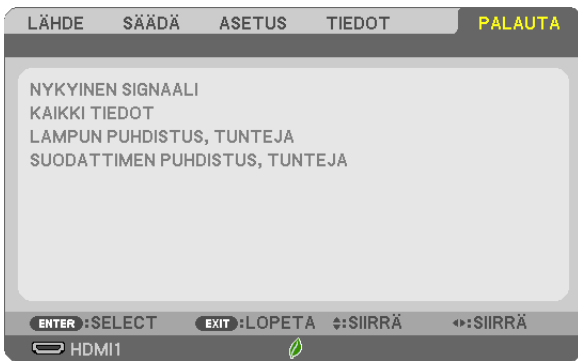 LÄHDE SÄÄDÄ ASETUS TIEDOT PALAUTA
NYKYINEN SIGNAALI
KAIKKI TIEDOT
LAMPUN PUHDISTUS, TUNTEJA
SUODATTIMEN PUHDISTUS, TUNTEJA
ENTER :SELECT EXIT :LOPETA :SIIRRÄ :SIIRRÄ
HDMI1